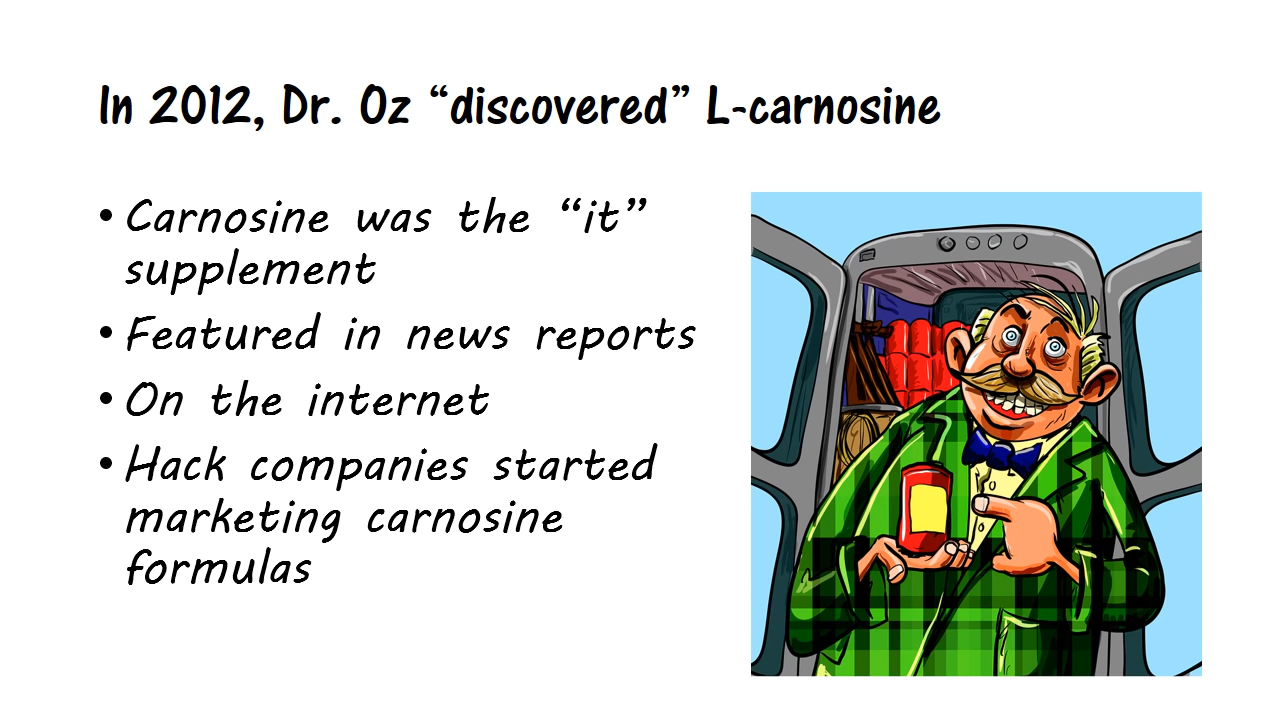 In 2012, Dr. Oz “discovered” L-carnosine
• Carnosine was the “it”
supplement
• Featured in news reports
• On the internet
• Hack companies started
marketing carnosine
formulas